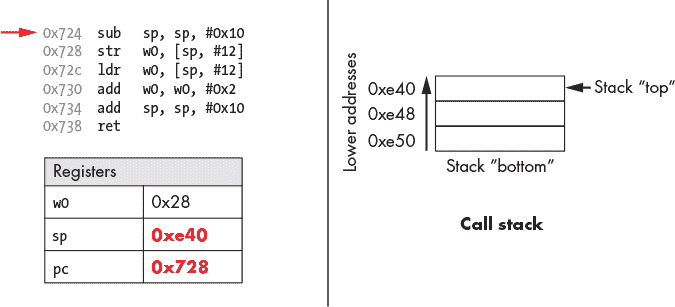 0x724 sub sp, sp, #0x10
0x728 str w0, [sp, #12]
0x72c ldr w0, [sp, #12]
0x730 add w0, w0, #0x2
0x734 add sp, sp, #0x10
0x738 ret
Registers
w0 0x28
sp 0xe40
pc 0x728
Lower addresses
0xe40
0xe48
0xe50
Stack "top"
Stack "bottom"
Call stack